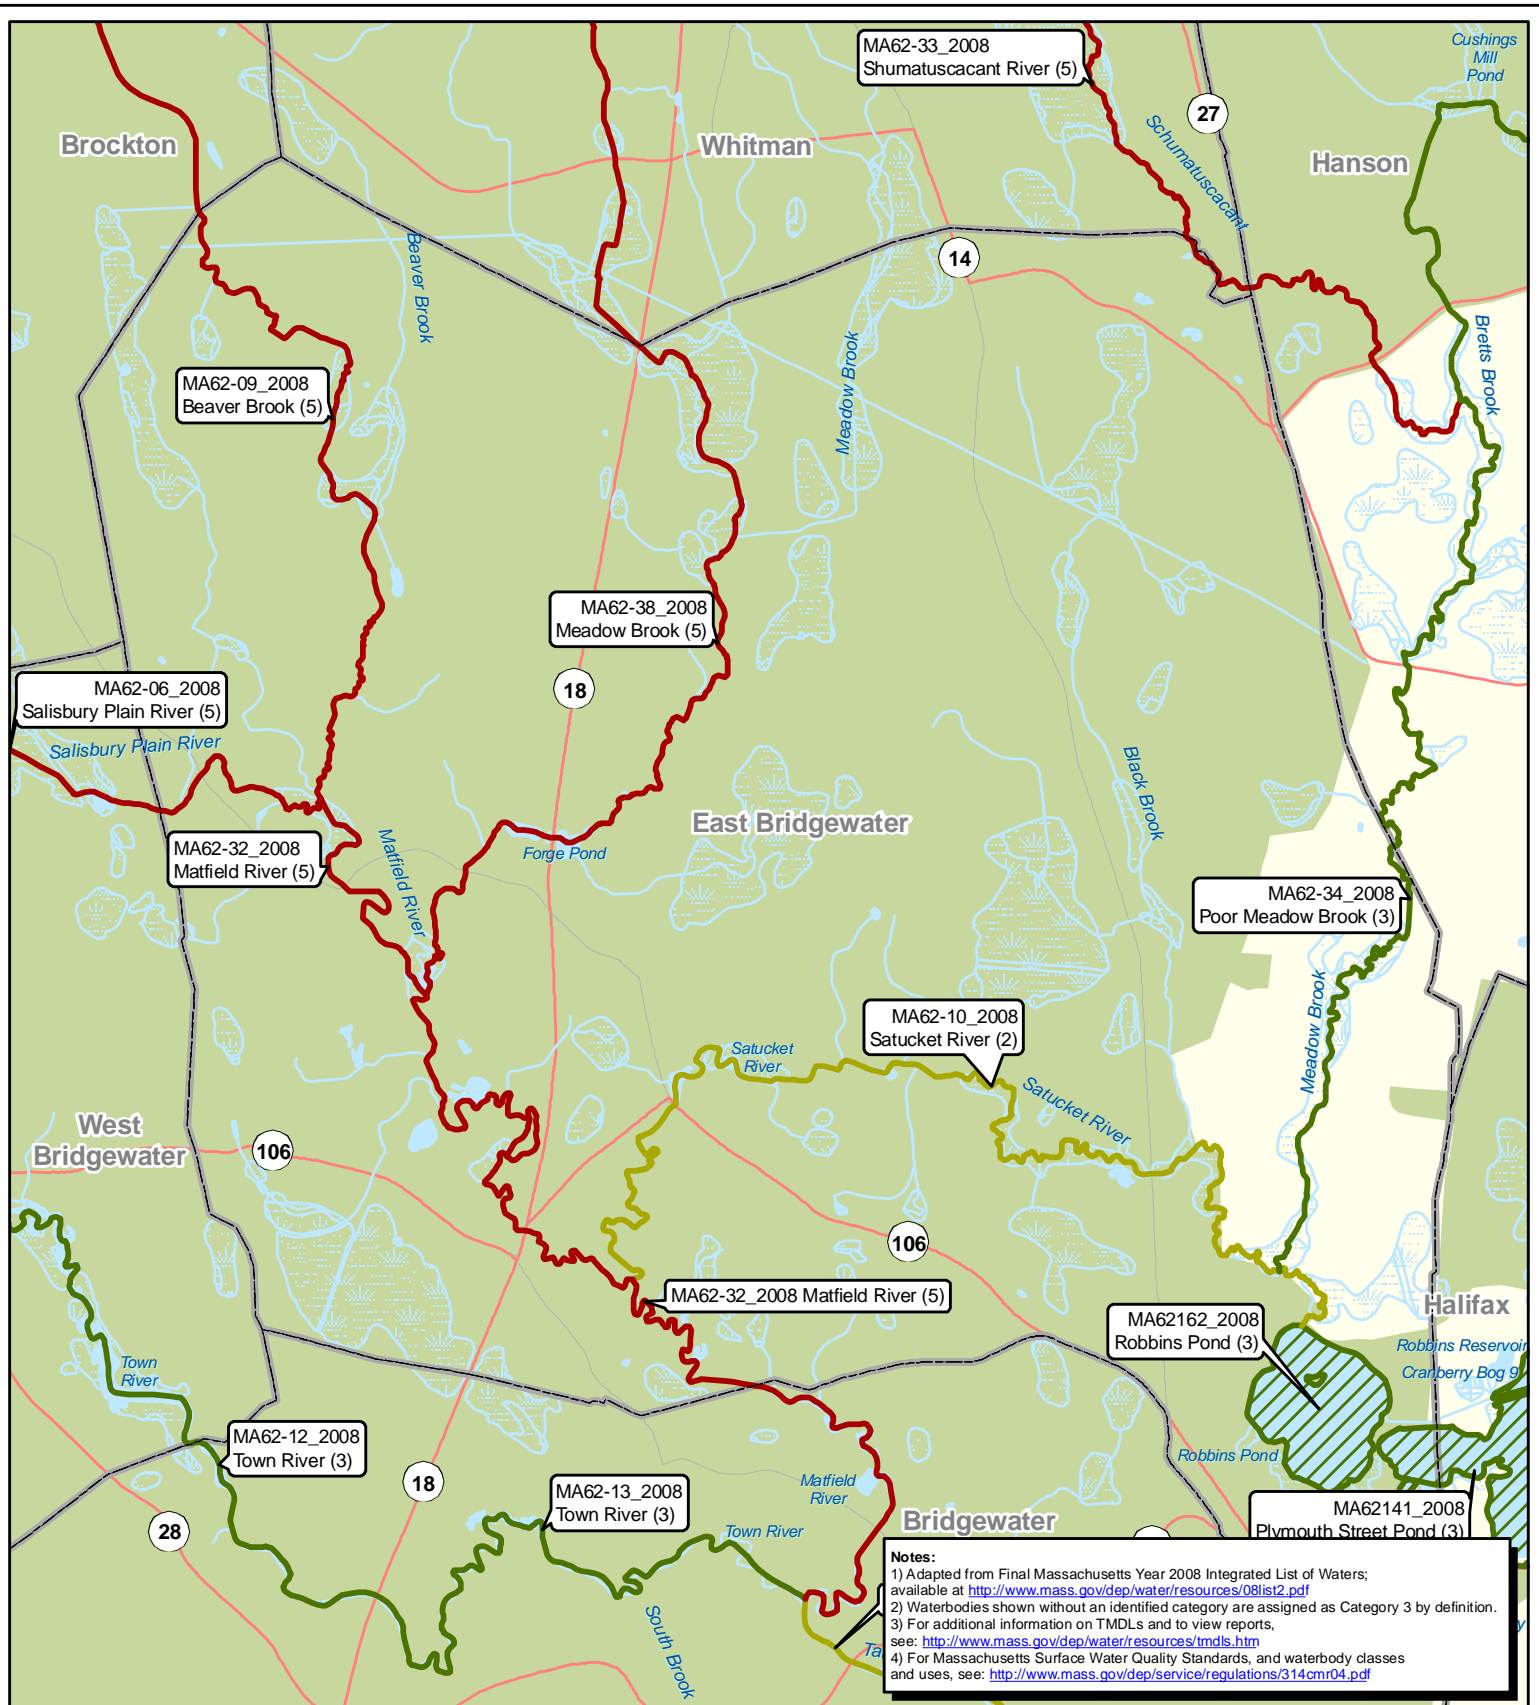 MA62-33_2008
Shumatuscacant River (5)
Cushings
Mill
Pond
27
Brockton
Whitman
Hanson
Schumatuscacant
14
Beaver Brook
Meadow Brook
Bretts Brook
MA62-09_2008
Beaver Brook (5)
MA62-38_2008
Meadow Brook (5)
18
MA62-06_2008
Salisbury Plain River (5)
Salisbury Plain River
Black Brook
East Bridgewater
MA62-32_2008
Matfield River (5)
Matfield River
Forge Pond
MA62-34_2008
Poor Meadow Brook (3)
Meadow Brook
MA62-10_2008
Satucket River (2)
Satucket
River
Satucket River
West
Bridgewater
106
106
MA62-32_2008 Matfield River (5)
Halifax
MA62162_2008
Robbins Pond (3)
Robbins Reservoir
Cranberry Bog 9
Town
River
MA62-12_2008
Town River (3)
Robbins Pond
18
MA62-13_2008
Town River (3)
Matfield
River
MA62141_2008
Plymouth Street Pond (3)
28
Town River
Bridgewater
South Brook
Notes:
1) Adapted from Final Massachusetts Year 2008 Integrated List of Waters;
available at http://www.mass.gov/dep/water/resources/08list2.pdf
2) Waterbodies shown without an identified category are assigned as Category 3 by definition.
3) For additional information on TMDLs and to view reports,
see: http://www.mass.gov/dep/water/resources/tmdls.htm
4) For Massachusetts Surface Water Quality Standards, and waterbody classes
and uses, see: http://www.mass.gov/dep/service/regulations/314cmr04.pdf